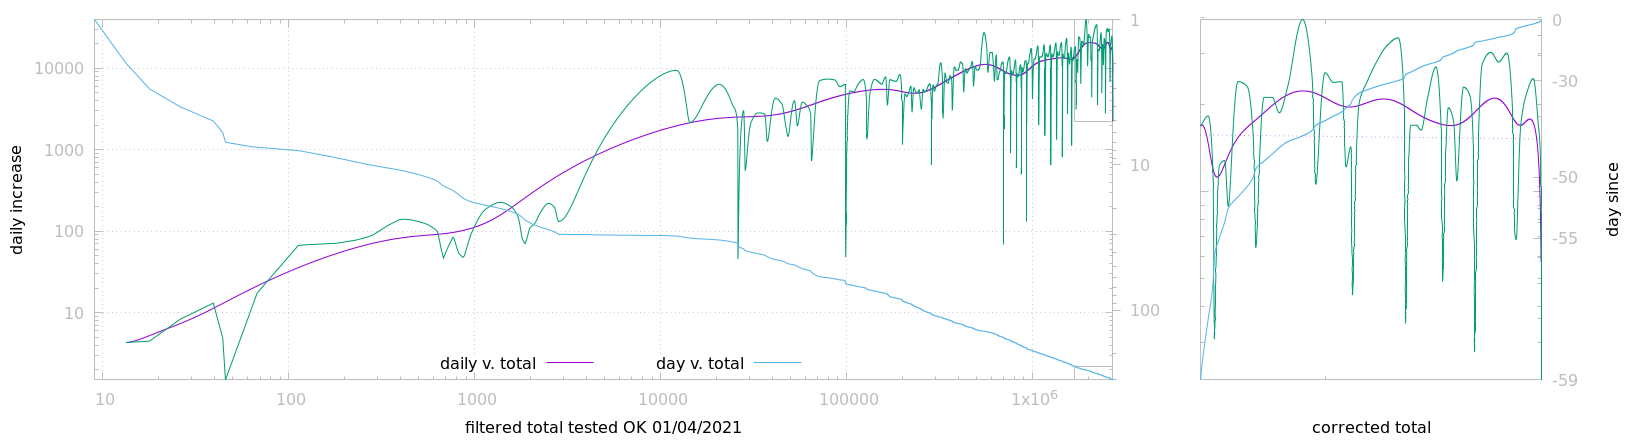 daily increase
10000
1000
100
10
10
100
1000
10000
100000
1x10⁶
1
10
100
daily v. total
day v. total
filtered total tested OK 01/04/2021
0
-30
-50
-55
-59
day since
corrected total